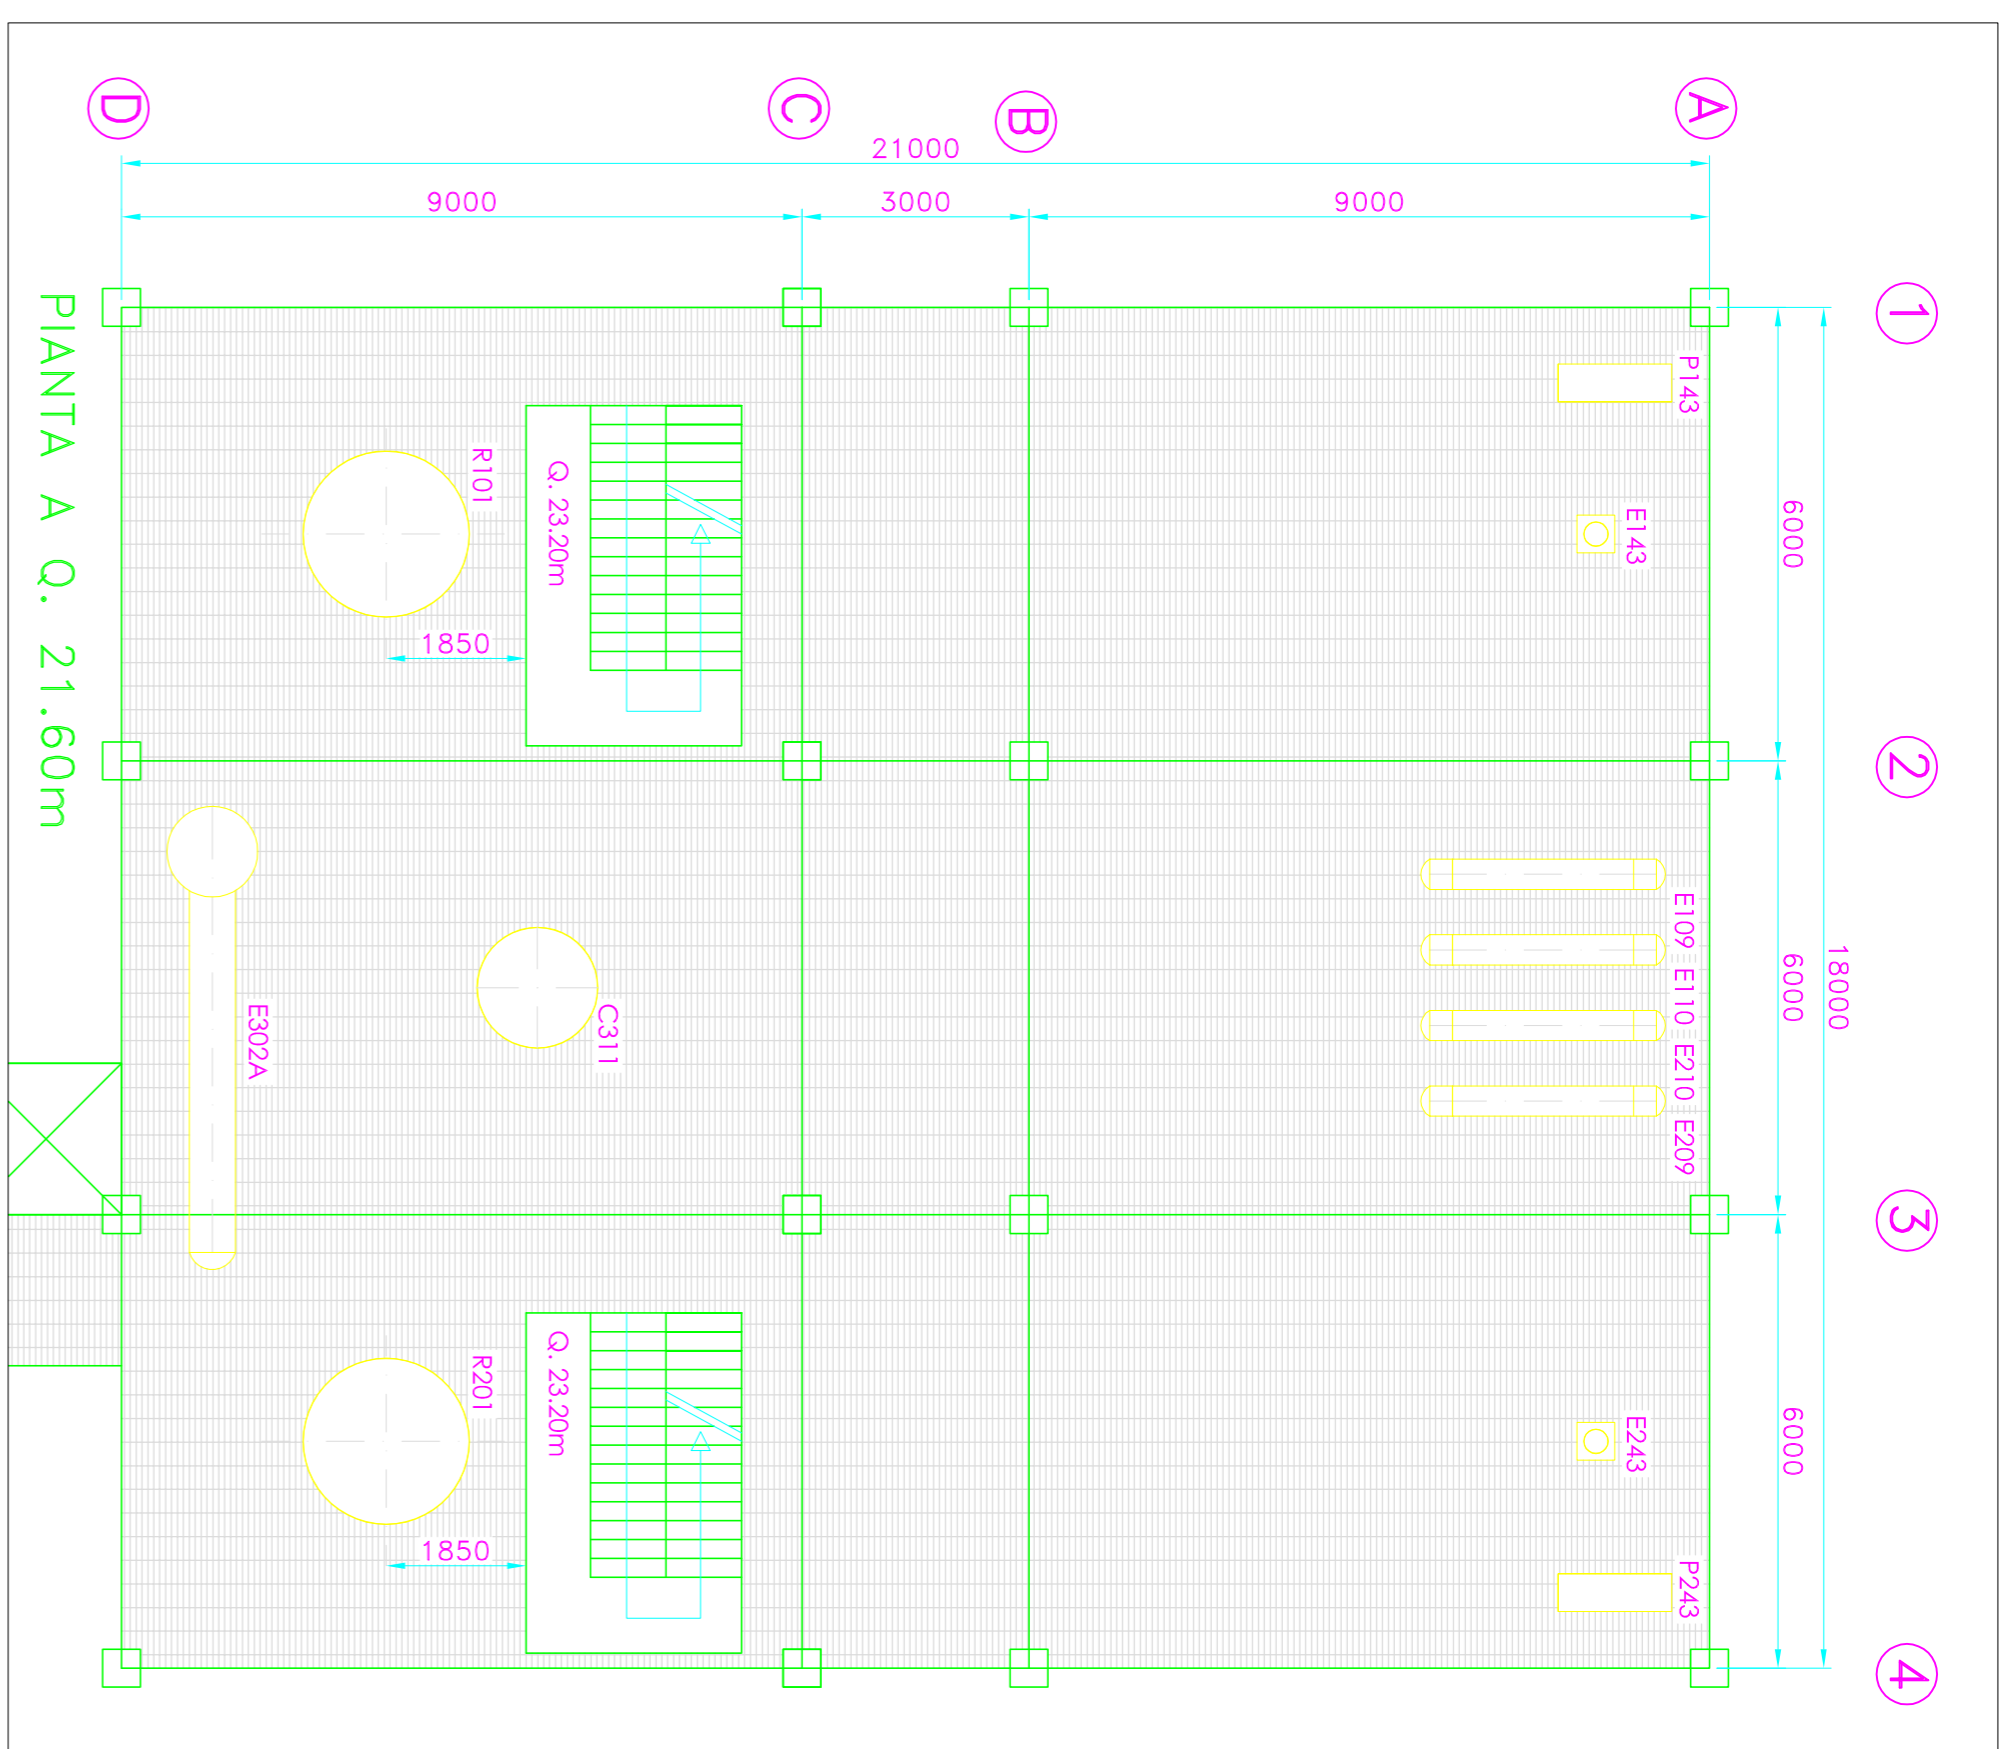 D
C
B
A
21000
9000
3000
9000
1
2
3
4
6000
6000
6000
18000
P143
E143
R101
Q. 23.20m
1850
E109
E110
E210
E209
C311
E302A
R201
Q. 23.20m
1850
E243
P243
PIANTA A Q. 21.60m